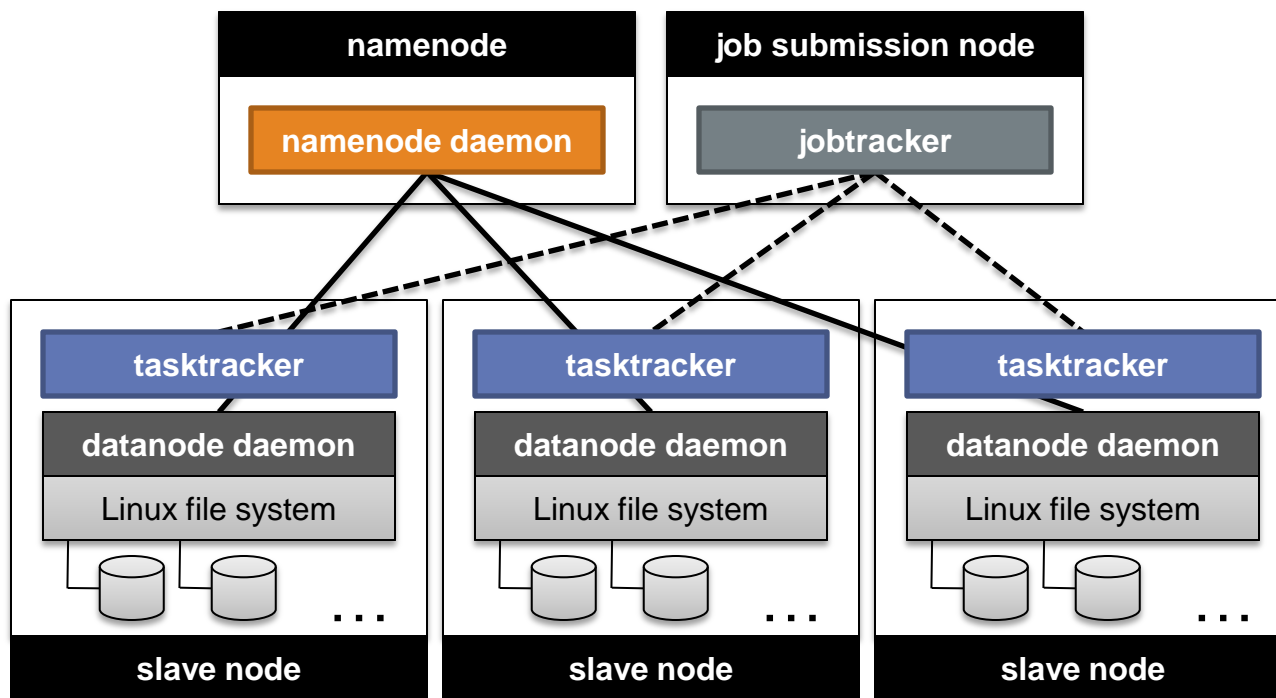 namenode
job submission node
namenode daemon
jobtracker
tasktracker
tasktracker
tasktracker
datanode daemon
datanode daemon
datanode daemon
Linux file system
Linux file system
Linux file system
...
...
...
slave node
slave node
slave node